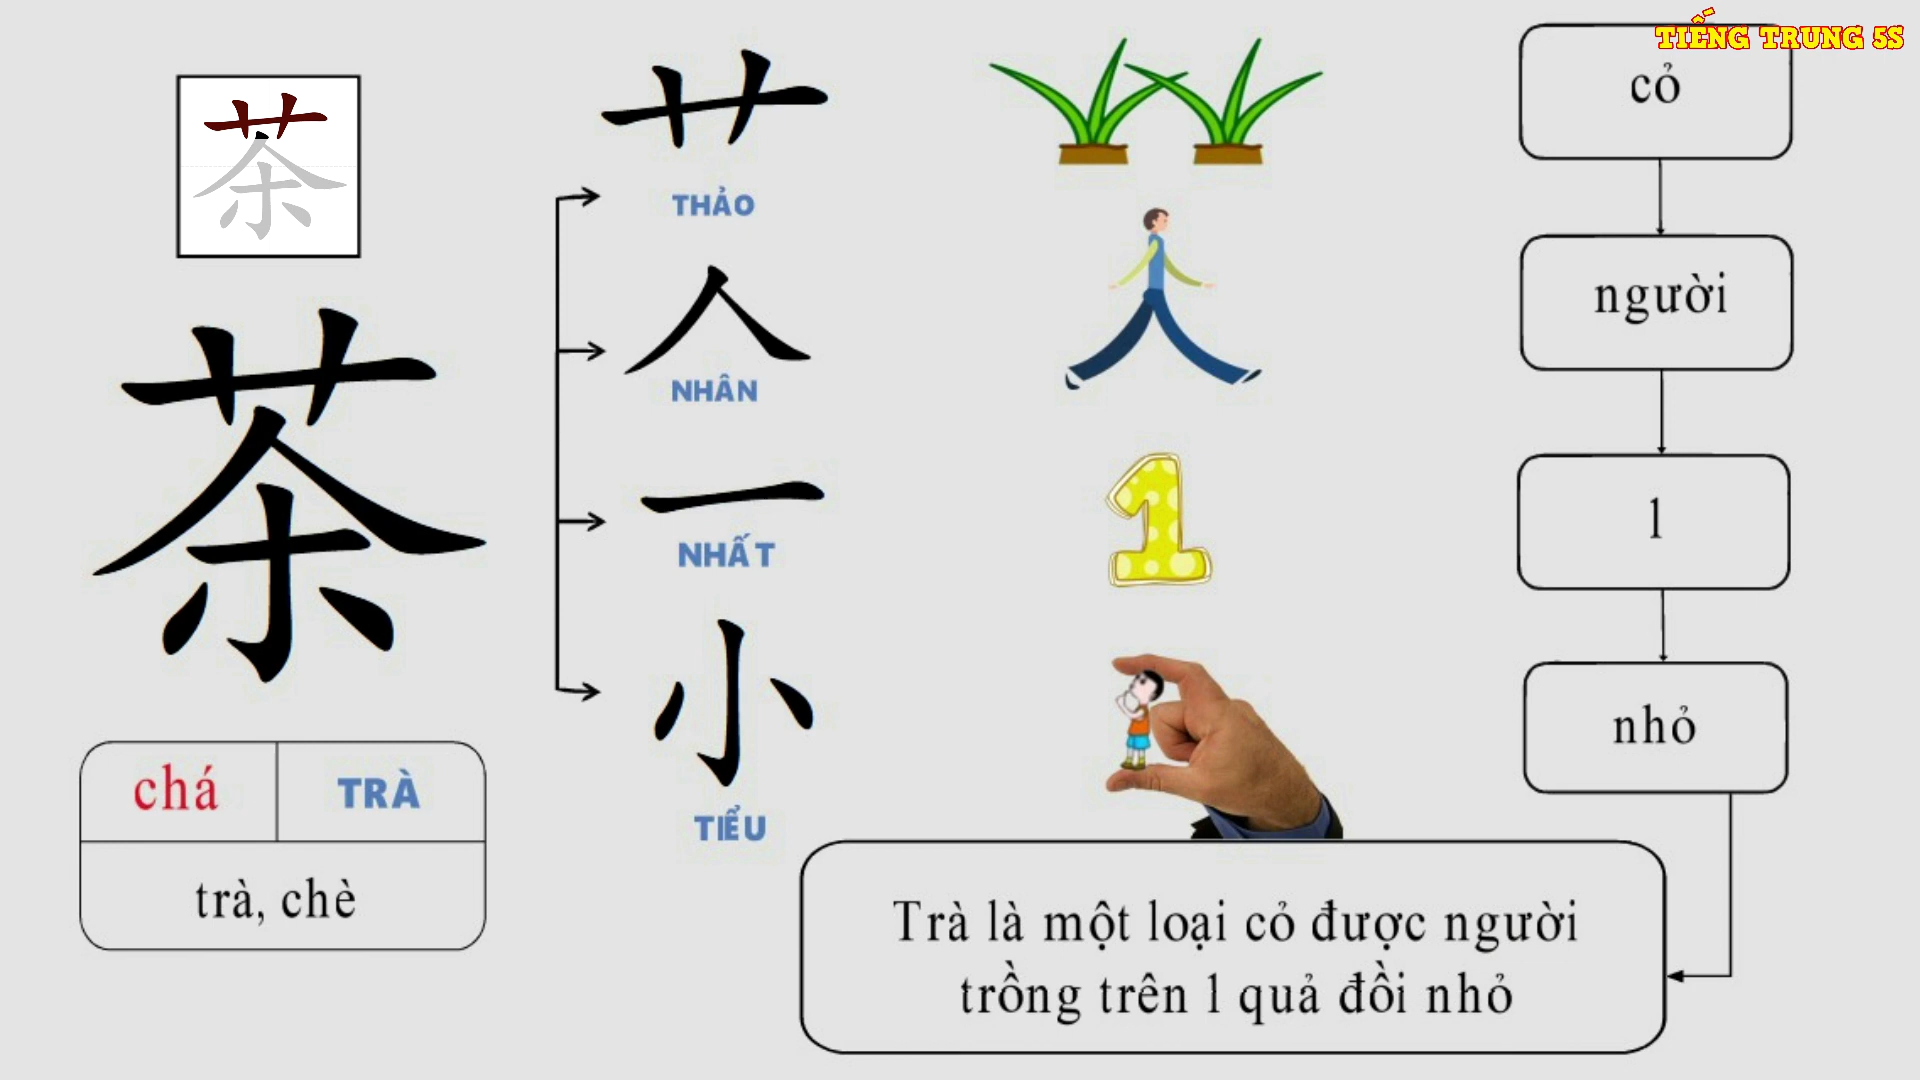 TIẾNG TRUNG 5S
茶
茶
chá
TRÀ
trà, chè
艹
THẢO
人
NHÂN
一
NHẤT
小
TIỂU
1
cỏ
người
1
nhỏ
Trà là một loại cỏ được người
trồng trên 1 quả đồi nhỏ